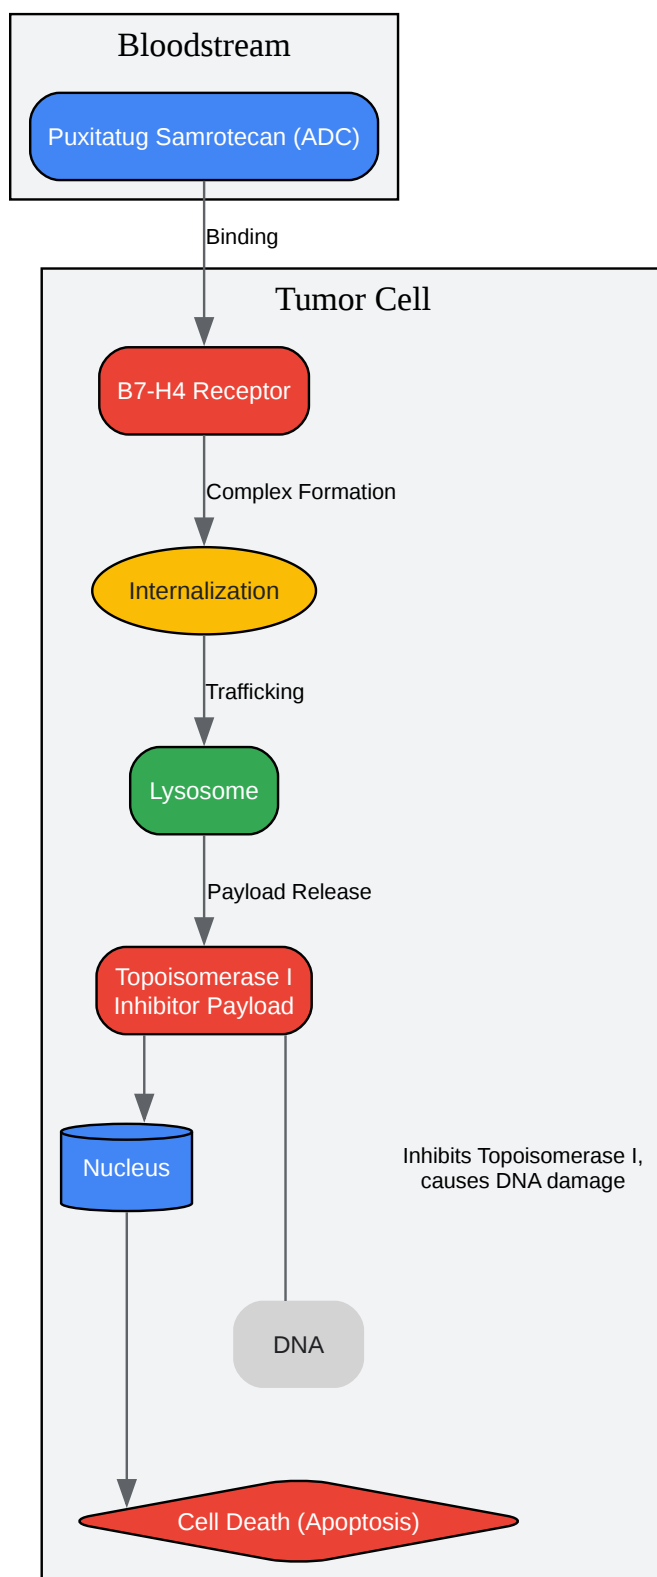 Bloodstream
Puxitatug Samrotecan (ADC)
Binding
Tumor Cell
B7-H4 Receptor
Complex Formation
Internalization
Trafficking
Lysosome
Payload Release
Topoisomerase I
Inhibitor Payload
Nucleus
Inhibits Topoisomerase I,
causes DNA damage
DNA
Cell Death (Apoptosis)